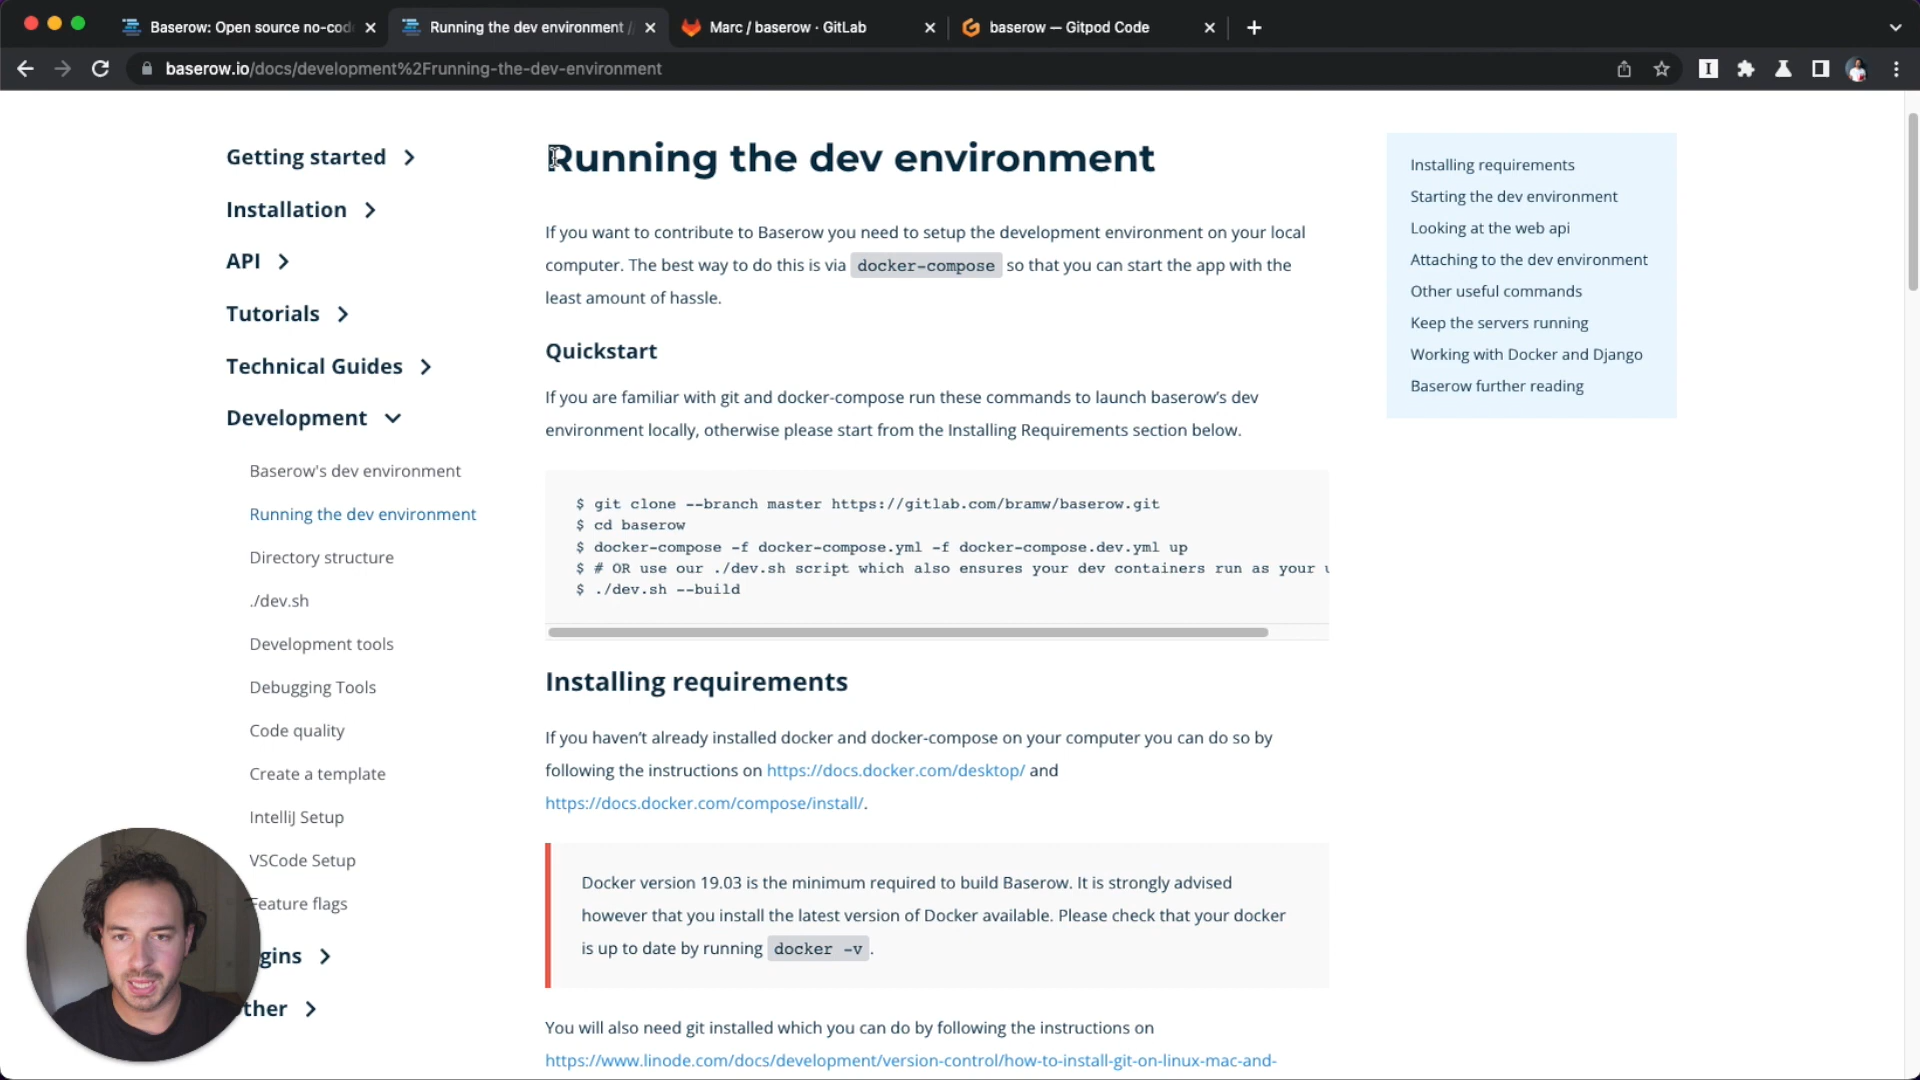 Baserow: Open source no-cod
Running the dev environment /
Marc / baserow · GitLab
baserow — Gitpod Code
baserow.io/docs/development%2Frunning-the-dev-environment
Getting started
Installation
API
Tutorials
Technical Guides
Development
Baserow's dev environment
Running the dev environment
Directory structure
./dev.sh
Development tools
Debugging Tools
Code quality
Create a template
IntelliJ Setup
VSCode Setup
Feature flags
gins
ther
Running the dev environment
If you want to contribute to Baserow you need to setup the development environment on your local
computer. The best way to do this is via docker-compose so that you can start the app with the
least amount of hassle.
Quickstart
If you are familiar with git and docker-compose run these commands to launch baserow's dev
environment locally, otherwise please start from the Installing Requirements section below.
$ git clone --branch master https://gitlab.com/bramw/baserow.git
$ cd baserow
$ docker-compose -f docker-compose.yml -f docker-compose.dev.yml up
$ # OR use our ./dev.sh script which also ensures your dev containers run as your u
$ ./dev.sh --build
Installing requirements
If you haven't already installed docker and docker-compose on your computer you can do so by
following the instructions on https://docs.docker.com/desktop/ and
https://docs.docker.com/compose/install/.
Docker version 19.03 is the minimum required to build Baserow. It is strongly advised
however that you install the latest version of Docker available. Please check that your docker
is up to date by running docker -v.
You will also need git installed which you can do by following the instructions on
https://www.linode.com/docs/development/version-control/how-to-install-git-on-linux-mac-and-
Installing requirements
Starting the dev environment
Looking at the web api
Attaching to the dev environment
Other useful commands
Keep the servers running
Working with Docker and Django
Baserow further reading